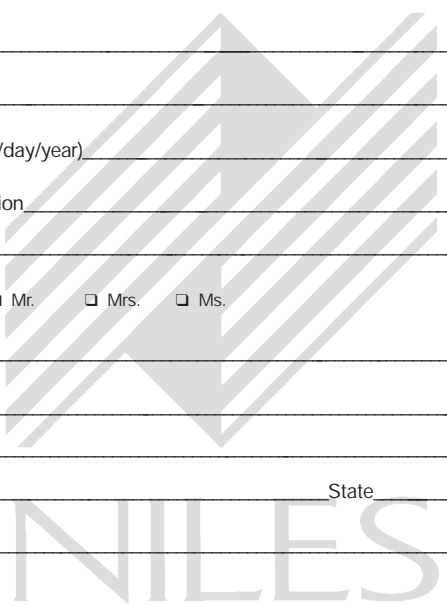 /day/year)
ion
❑ Mr. ❑ Mrs. ❑ Ms.
State
NILES